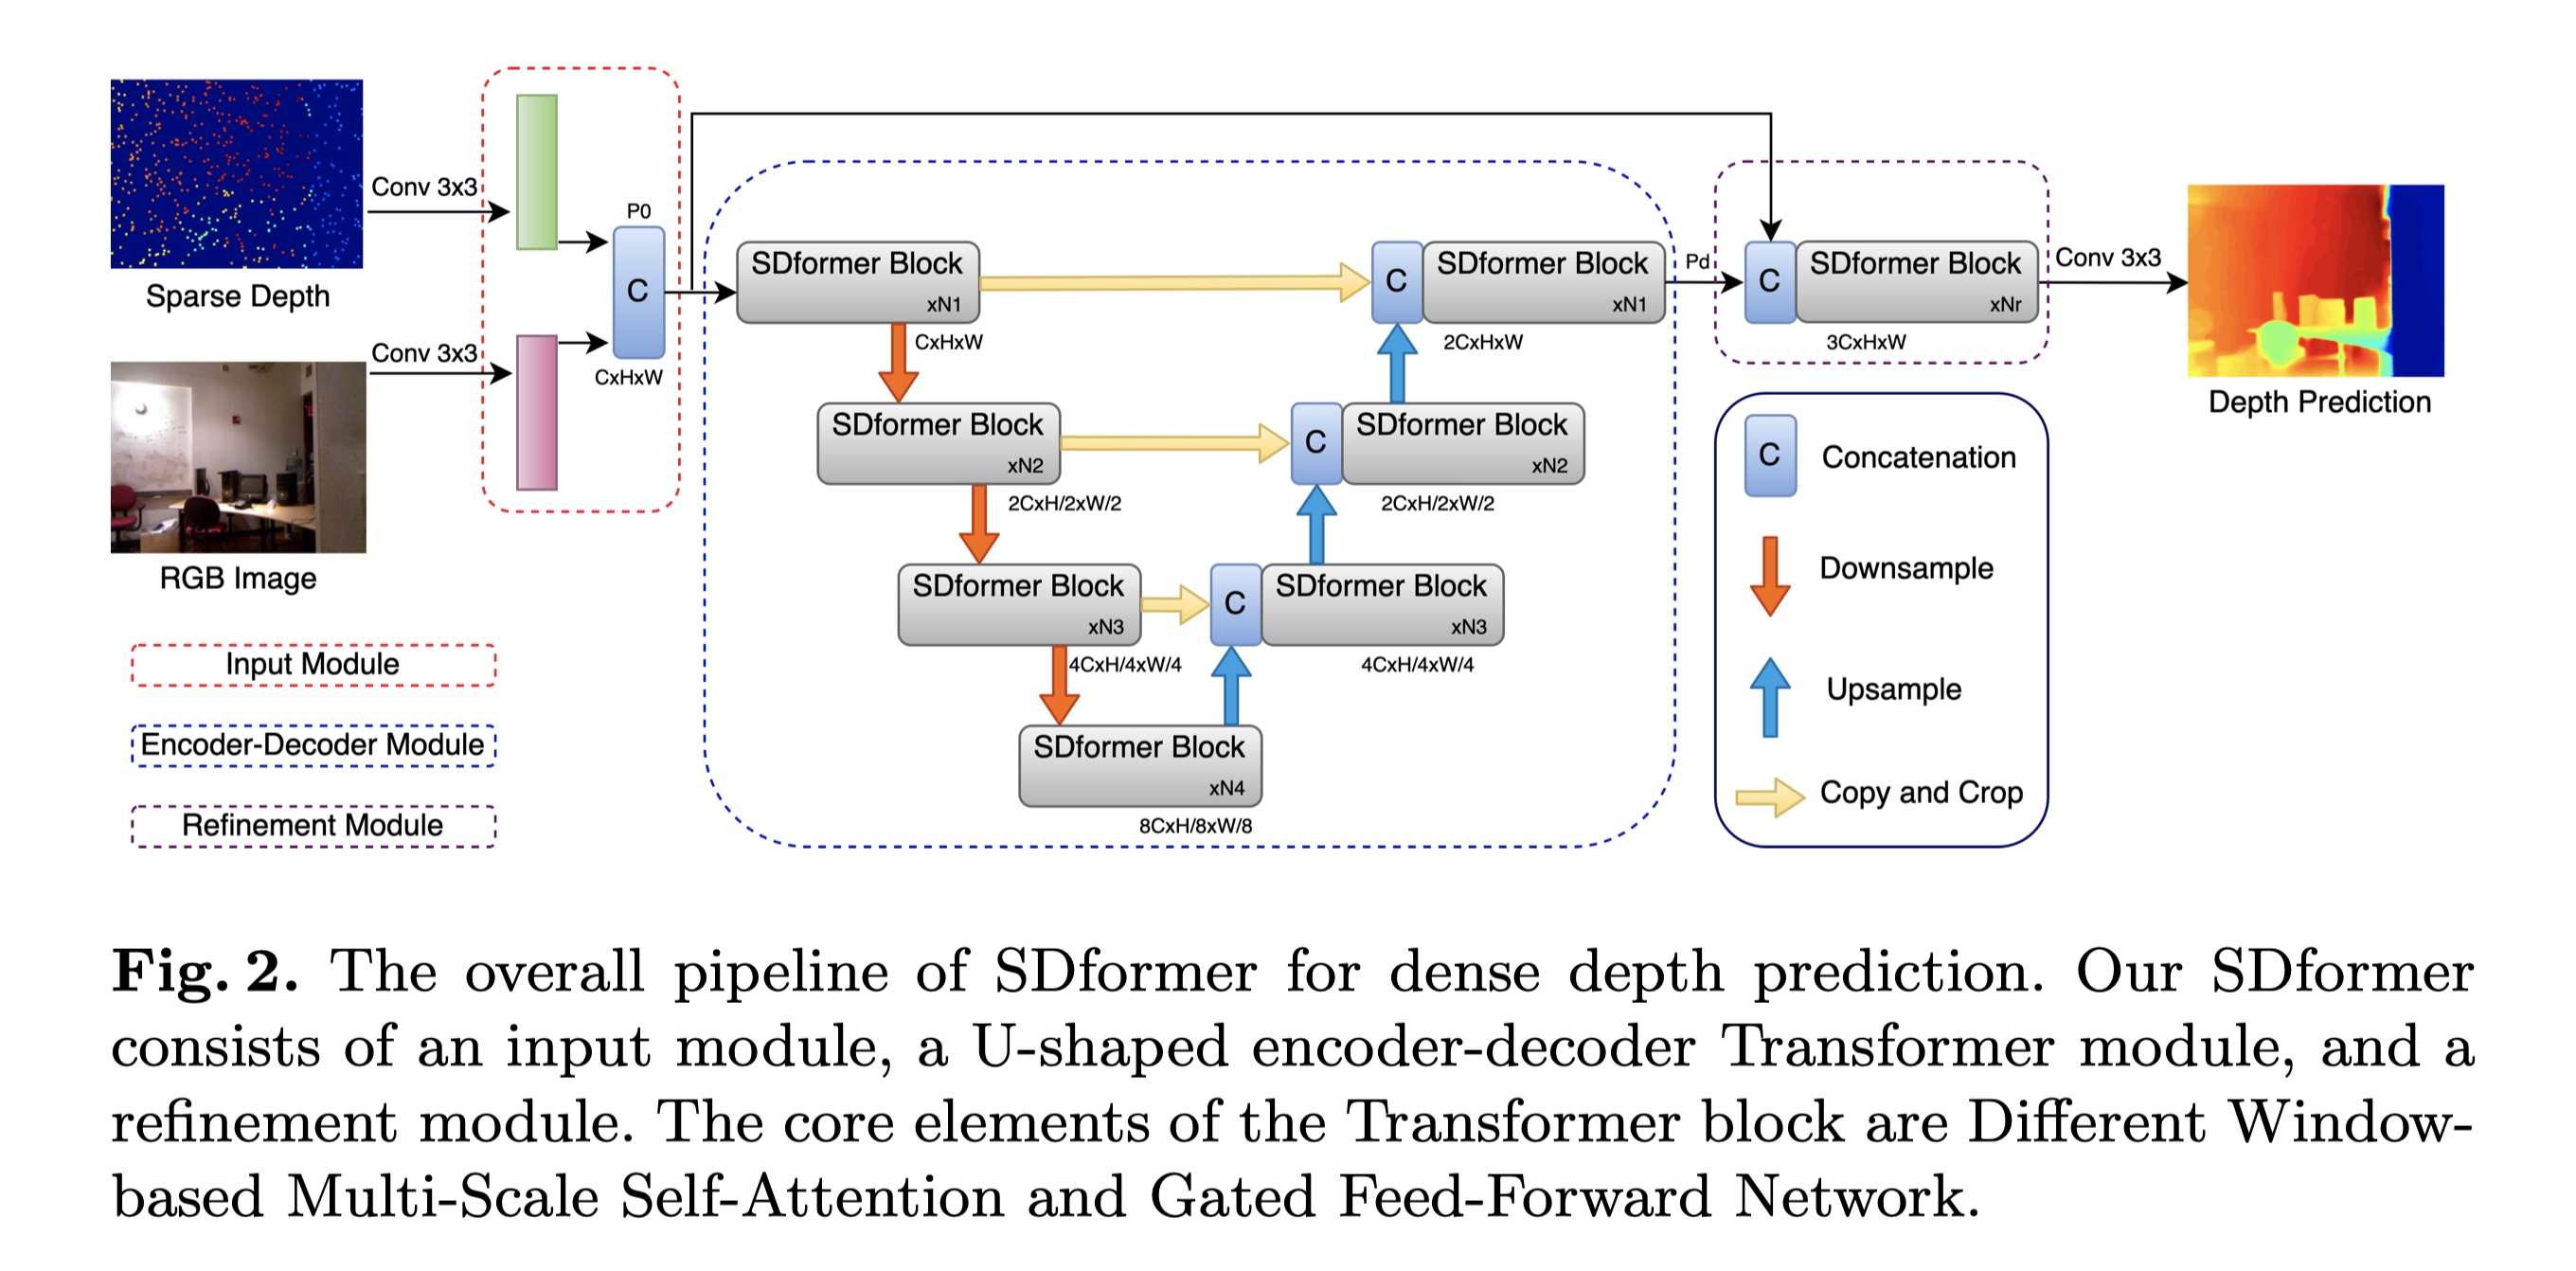 Sparse Depth
Conv 3x3
RGB Image
Conv 3x3
P0
C
CxHxW
SDformer Block
xN1
CxHxW
SDformer Block
xN2
2CxH/2xW/2
SDformer Block
xN3
4CxH/4xW/4
SDformer Block
xN4
8CxH/8xW/8
C
SDformer Block
xN3
4CxH/4xW/4
C
SDformer Block
xN2
2CxH/2xW/2
C
SDformer Block
xN1
2CxHxW
Pd
C
SDformer Block
xNr
3CxHxW
Conv 3x3
Depth Prediction
Input Module
Encoder-Decoder Module
Refinement Module
C
Concatenation
Downsample
Upsample
Copy and Crop
Fig. 2. The overall pipeline of SDformer for dense depth prediction. Our SDformer
consists of an input module, a U-shaped encoder-decoder Transformer module, and a
refinement module. The core elements of the Transformer block are Different Window-
based Multi-Scale Self-Attention and Gated Feed-Forward Network.